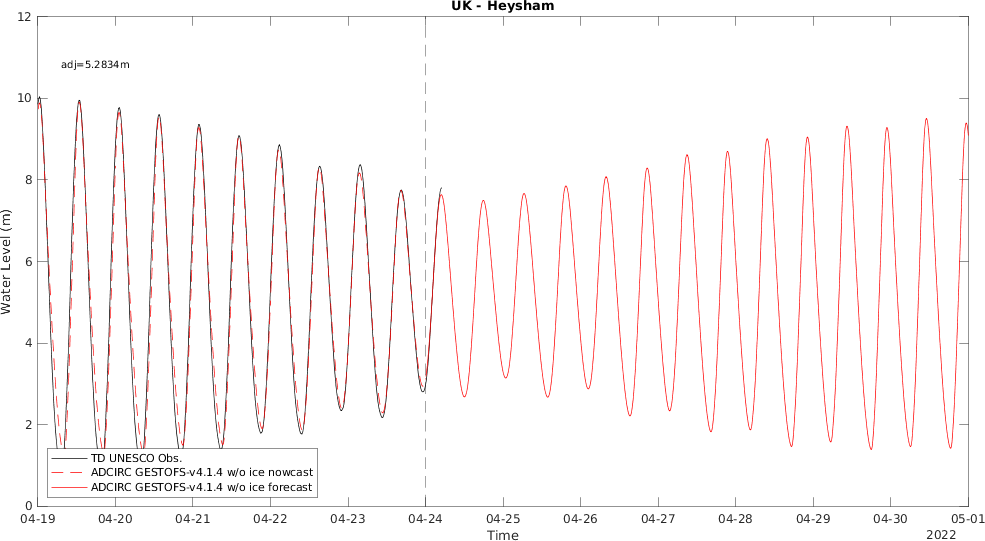 UK - Heysham
adj=5.2834m
Water Level (m)
12
10
8
6
4
2
0
TD UNESCO Obs.
ADCIRC GESTOFS-v4.1.4 w/o ice nowcast
ADCIRC GESTOFS-v4.1.4 w/o ice forecast
04-19 04-20 04-21 04-22 04-23 04-24 04-25 04-26 04-27 04-28 04-29 04-30 05-01
Time
2022